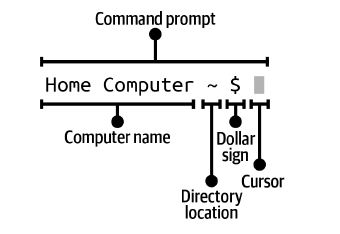 Command prompt
Home Computer ~ $
Computer name
Dollar
sign
Cursor
Directory
location